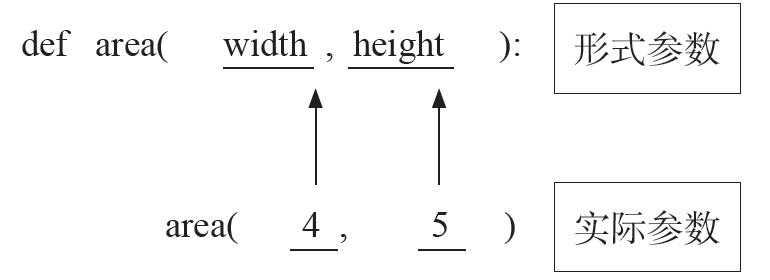 def area( width , height ): 形式参数
area( 4 , 5 ) 实际参数